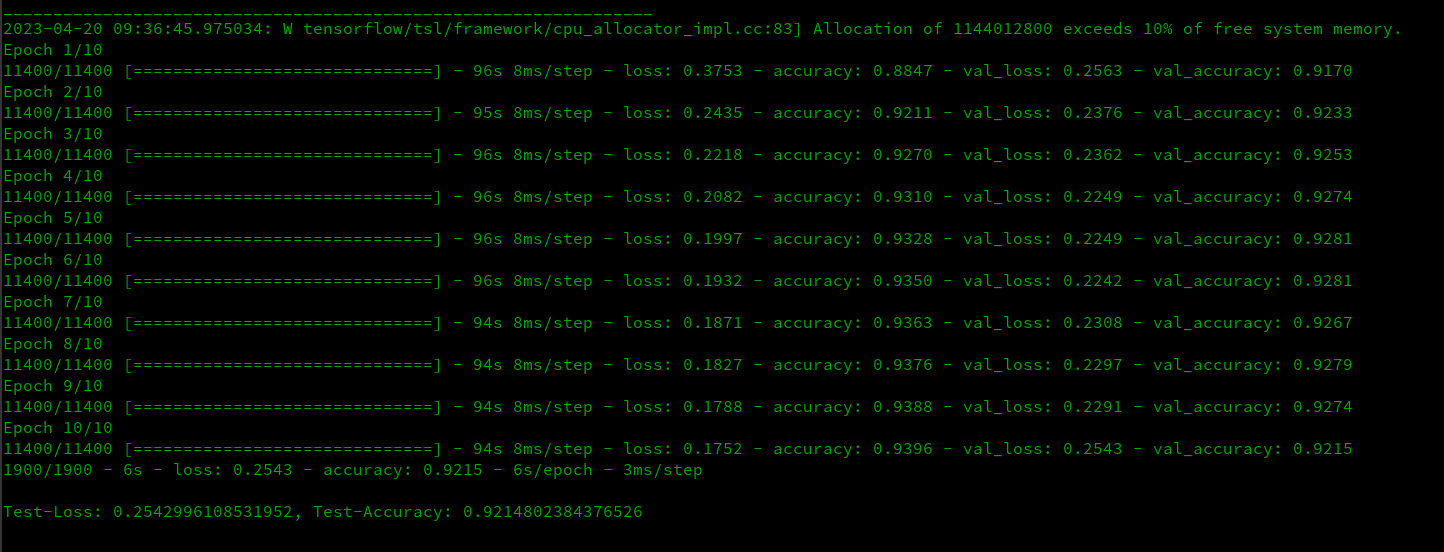 _________________________________________________________________
2023-04-20 09:36:45.975034: W tensorflow/tsl/framework/cpu_allocator_impl.cc:83] Allocation of 1144012800 exceeds 10% of free system memory.
Epoch 1/10
11400/11400 [==============================] - 96s 8ms/step - loss: 0.3753 - accuracy: 0.8847 - val_loss: 0.2563 - val_accuracy: 0.9170
Epoch 2/10
11400/11400 [==============================] - 95s 8ms/step - loss: 0.2435 - accuracy: 0.9211 - val_loss: 0.2376 - val_accuracy: 0.9233
Epoch 3/10
11400/11400 [==============================] - 96s 8ms/step - loss: 0.2218 - accuracy: 0.9270 - val_loss: 0.2362 - val_accuracy: 0.9253
Epoch 4/10
11400/11400 [==============================] - 96s 8ms/step - loss: 0.2082 - accuracy: 0.9310 - val_loss: 0.2249 - val_accuracy: 0.9274
Epoch 5/10
11400/11400 [==============================] - 96s 8ms/step - loss: 0.1997 - accuracy: 0.9328 - val_loss: 0.2249 - val_accuracy: 0.9281
Epoch 6/10
11400/11400 [==============================] - 96s 8ms/step - loss: 0.1932 - accuracy: 0.9350 - val_loss: 0.2242 - val_accuracy: 0.9281
Epoch 7/10
11400/11400 [==============================] - 94s 8ms/step - loss: 0.1871 - accuracy: 0.9363 - val_loss: 0.2308 - val_accuracy: 0.9267
Epoch 8/10
11400/11400 [==============================] - 94s 8ms/step - loss: 0.1827 - accuracy: 0.9376 - val_loss: 0.2297 - val_accuracy: 0.9279
Epoch 9/10
11400/11400 [==============================] - 94s 8ms/step - loss: 0.1788 - accuracy: 0.9388 - val_loss: 0.2291 - val_accuracy: 0.9274
Epoch 10/10
11400/11400 [==============================] - 94s 8ms/step - loss: 0.1752 - accuracy: 0.9396 - val_loss: 0.2543 - val_accuracy: 0.9215
1900/1900 - 6s - loss: 0.2543 - accuracy: 0.9215 - 6s/epoch - 3ms/step
Test-Loss: 0.2542996108531952, Test-Accuracy: 0.9214802384376526